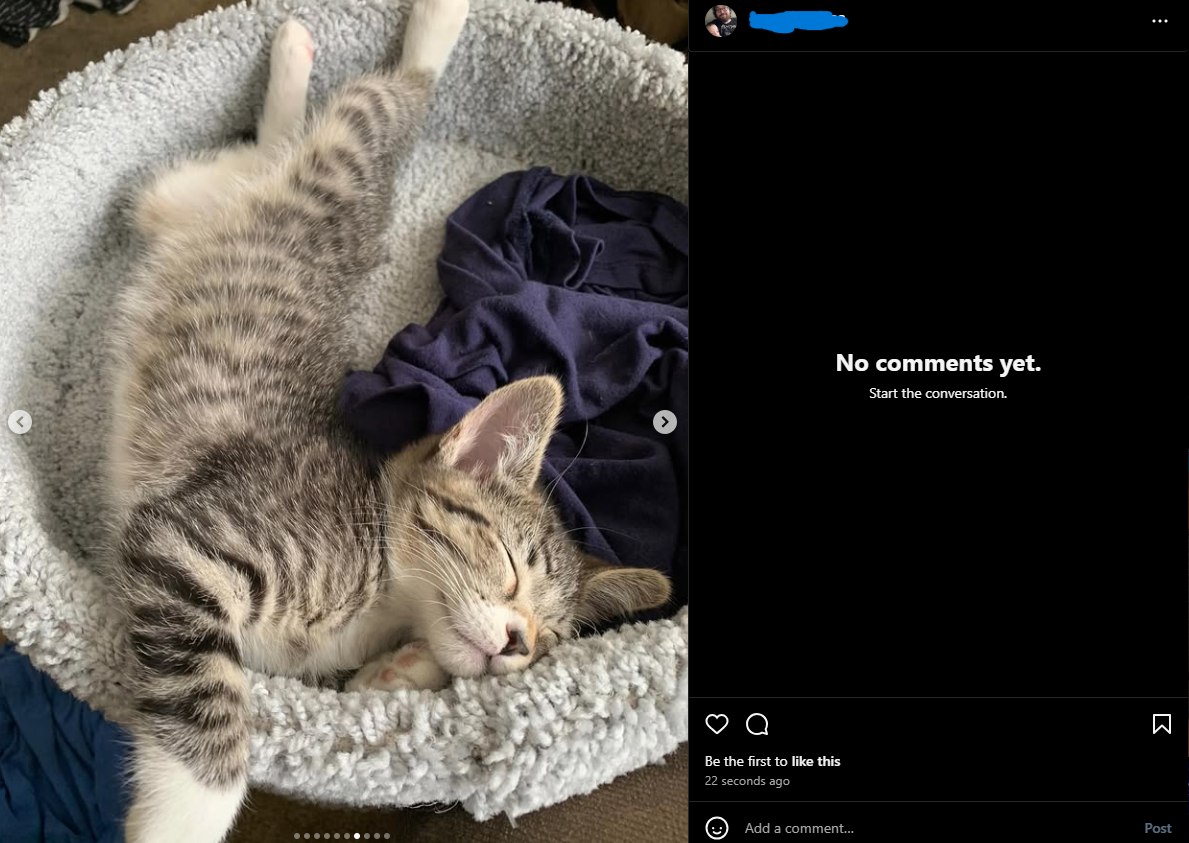 No comments yet.
Start the conversation.
Be the first to like this
22 seconds ago
Add a comment...
Post